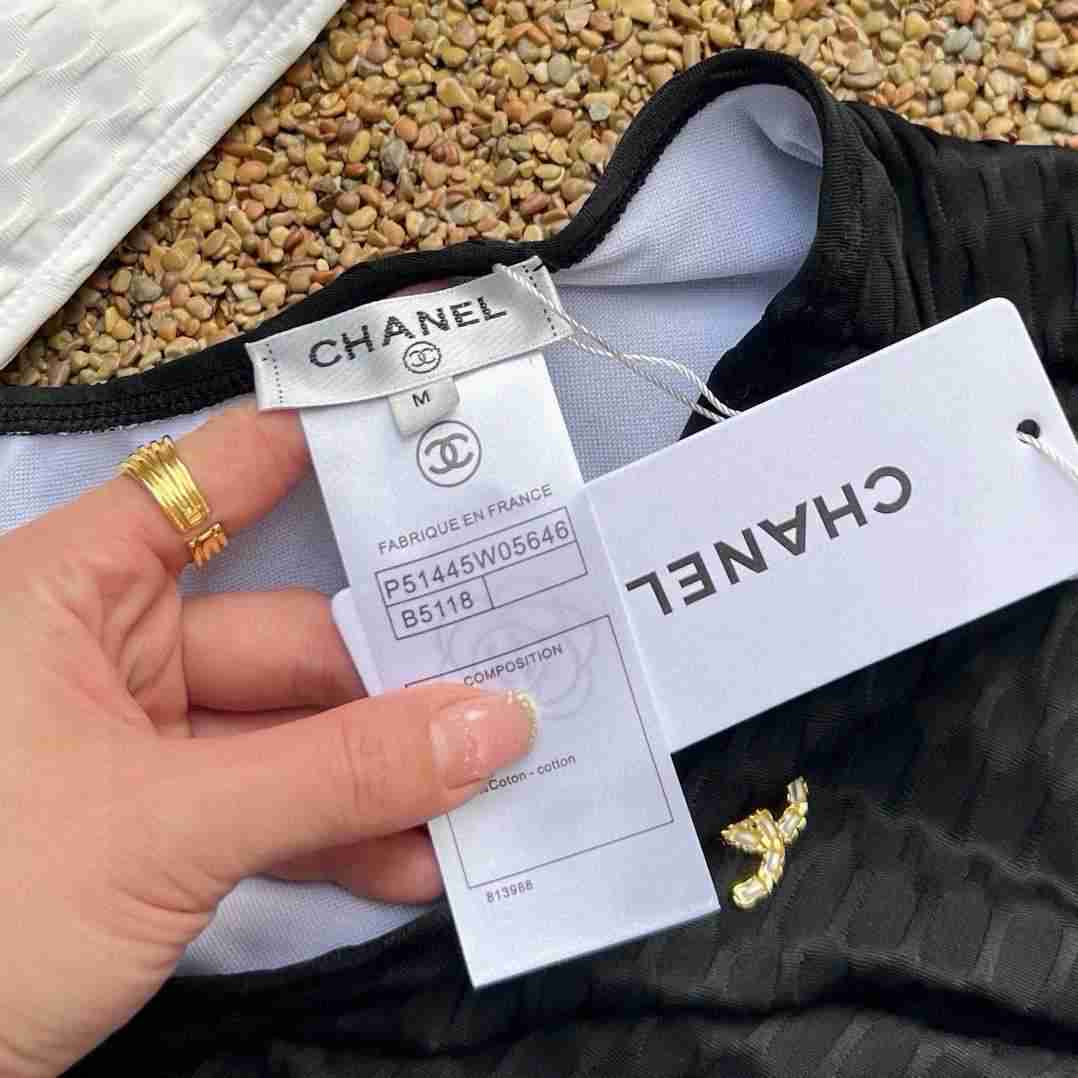 CHANEL
M
FABRIQUE EN FRANCE
P51445W05646
B5118
COMPOSITION
Coton - cotton
813988
CHANEL